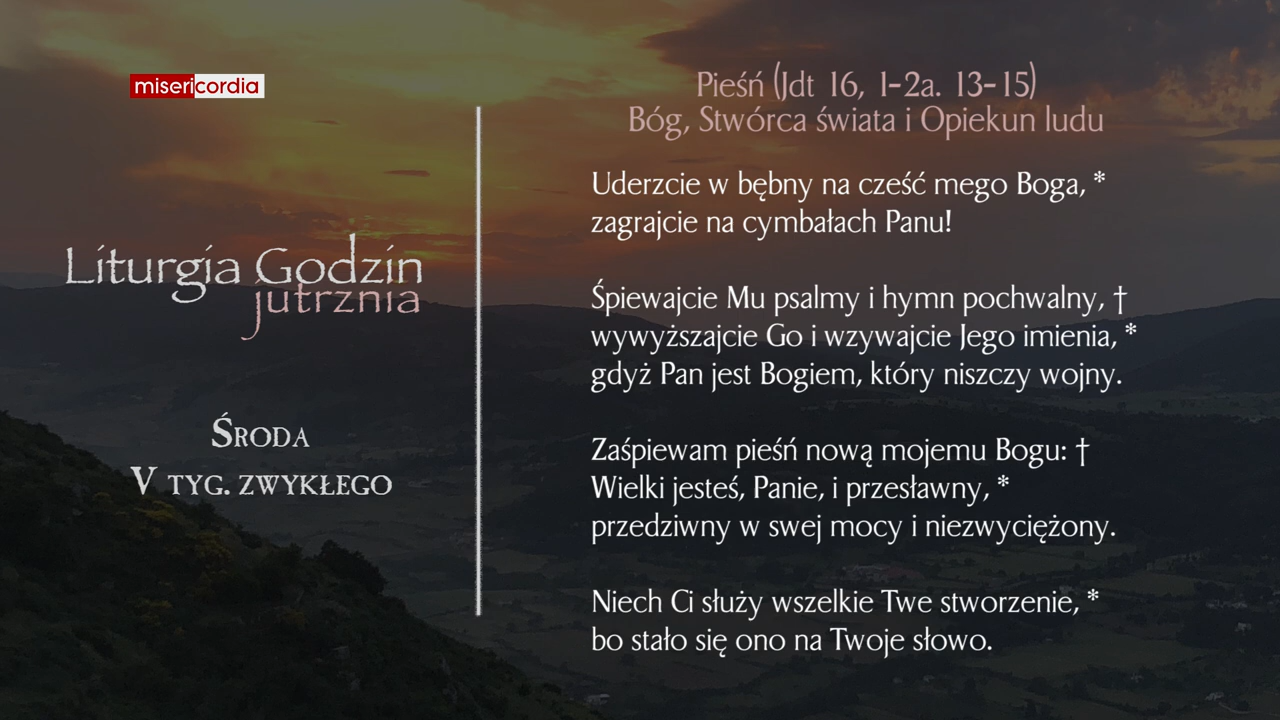 misericordia
Liturgia Godzin
jutrznia
Środa
V tyg. zwykłego
Pieśń (Jdt 16, 1-2a. 13-15)
Bóg, Stwórca świata i Opiekun ludu
Uderzcie w bębny na cześć mego Boga, *
zagrajcie na cymbałach Panu!
Śpiewajcie Mu psalmy i hymn pochwalny, †
wywyższajcie Go i wzywajcie Jego imienia, *
gdyż Pan jest Bogiem, który niszczy wojny.
Zaśpiewam pieśń nową mojemu Bogu: †
Wielki jesteś, Panie, i przesławny, *
przedziwny w swej mocy i niezwyciężony.
Niech Ci służy wszelkie Twe stworzenie, *
bo stało się ono na Twoje słowo.